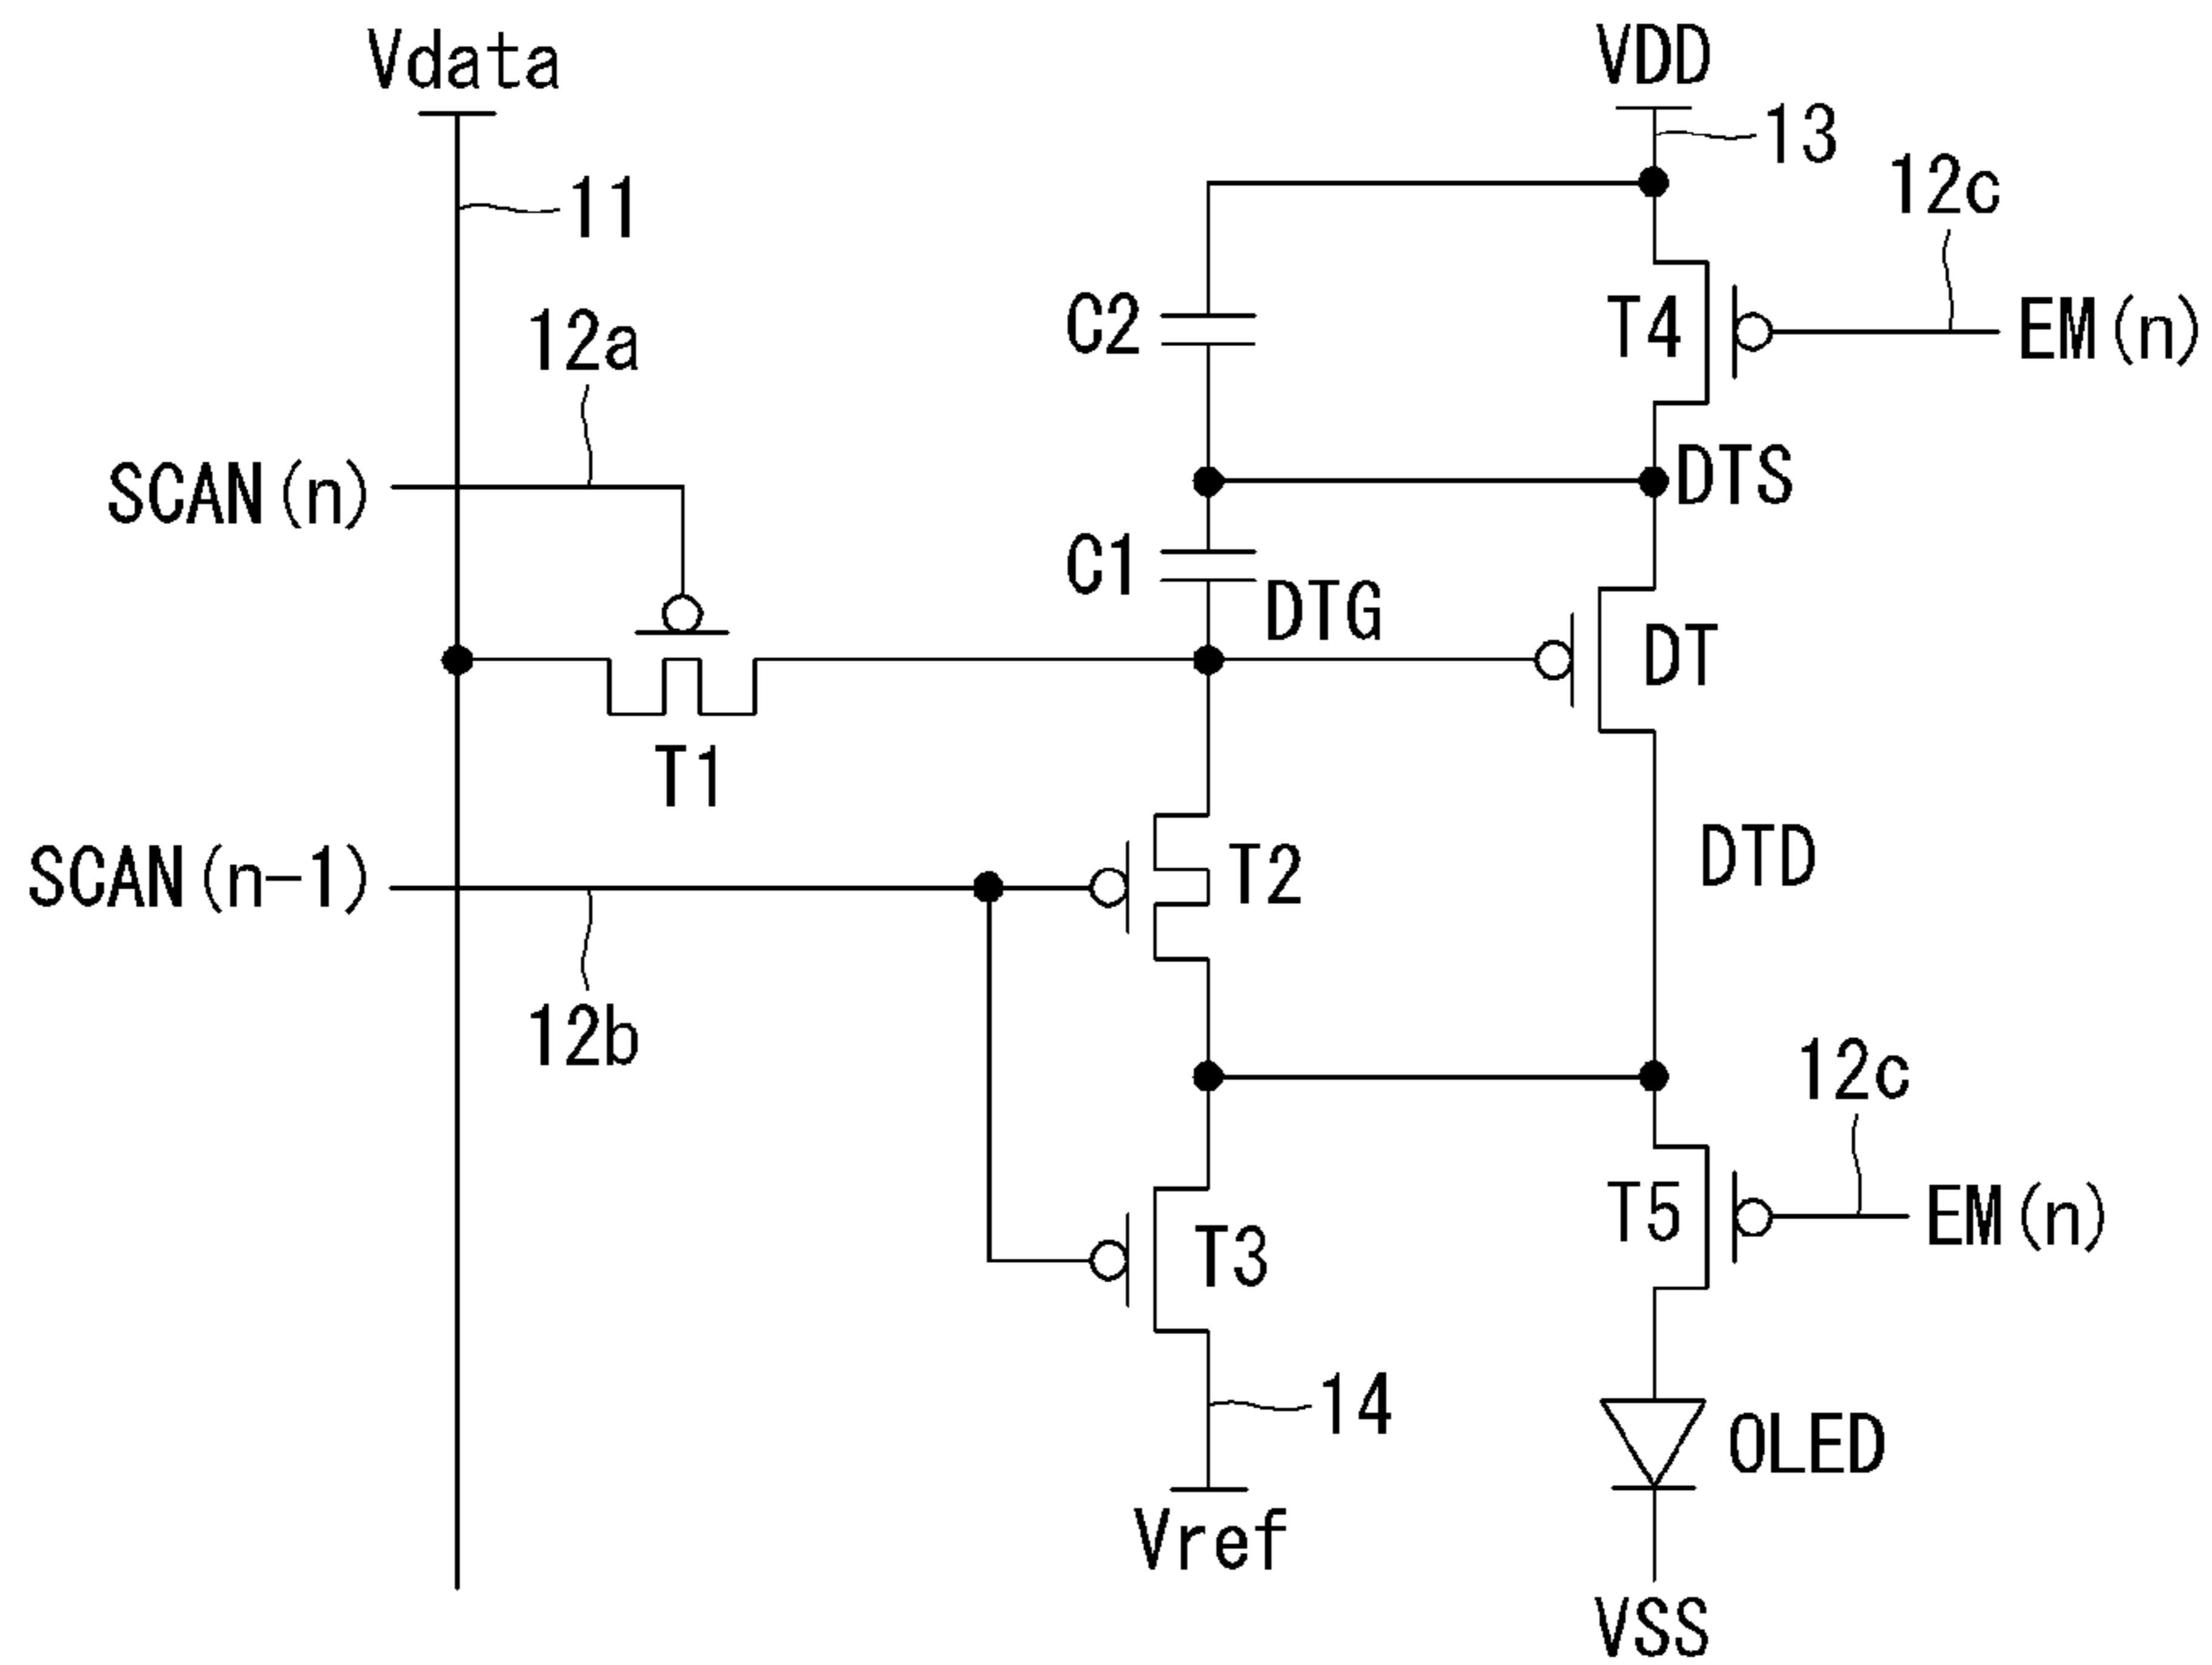 Vdata
VDD
13
12c
11
C2
T4
EM(n)
12a
SCAN(n)
DTS
C1
DTG
DT
T1
SCAN(n-1)
T2
DTD
12b
12c
T3
T5
EM(n)
14
OLED
Vref
VSS